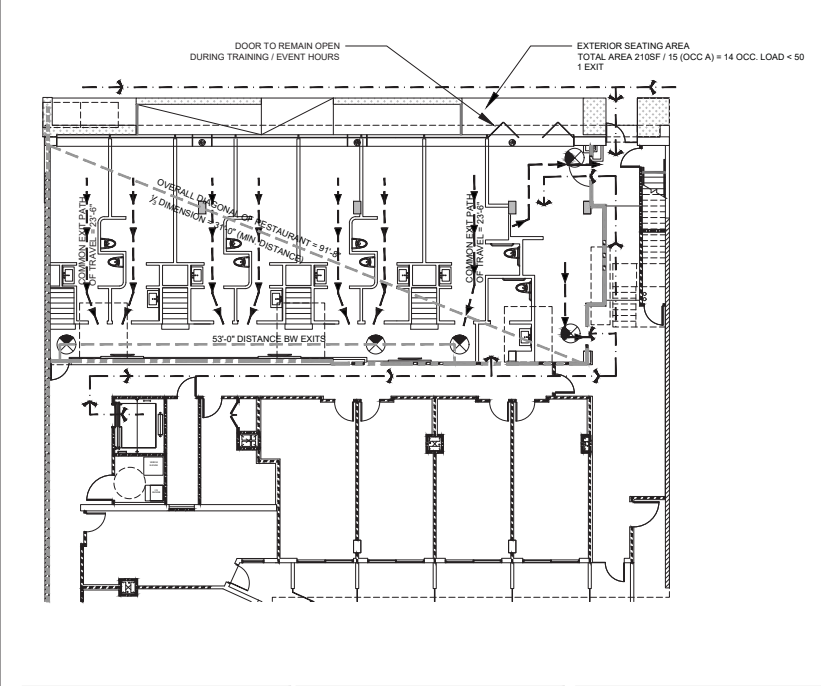 DOOR TO REMAIN OPEN
DURING TRAINING / EVENT HOURS
EXTERIOR SEATING AREA
TOTAL AREA 210SF / 15 (OCC A) = 14 OCC. LOAD < 50
1 EXIT
OVERALL DIAGONAL OF RESTAURANT = 91'-8"
⅓ DIMENSION = 31'-0" (MIN. DISTANCE)
COMMON EXIT PATH
OF TRAVEL = 23'-6"
COMMON EXIT PATH
OF TRAVEL = 23'-6"
53'-0" DISTANCE BW EXITS